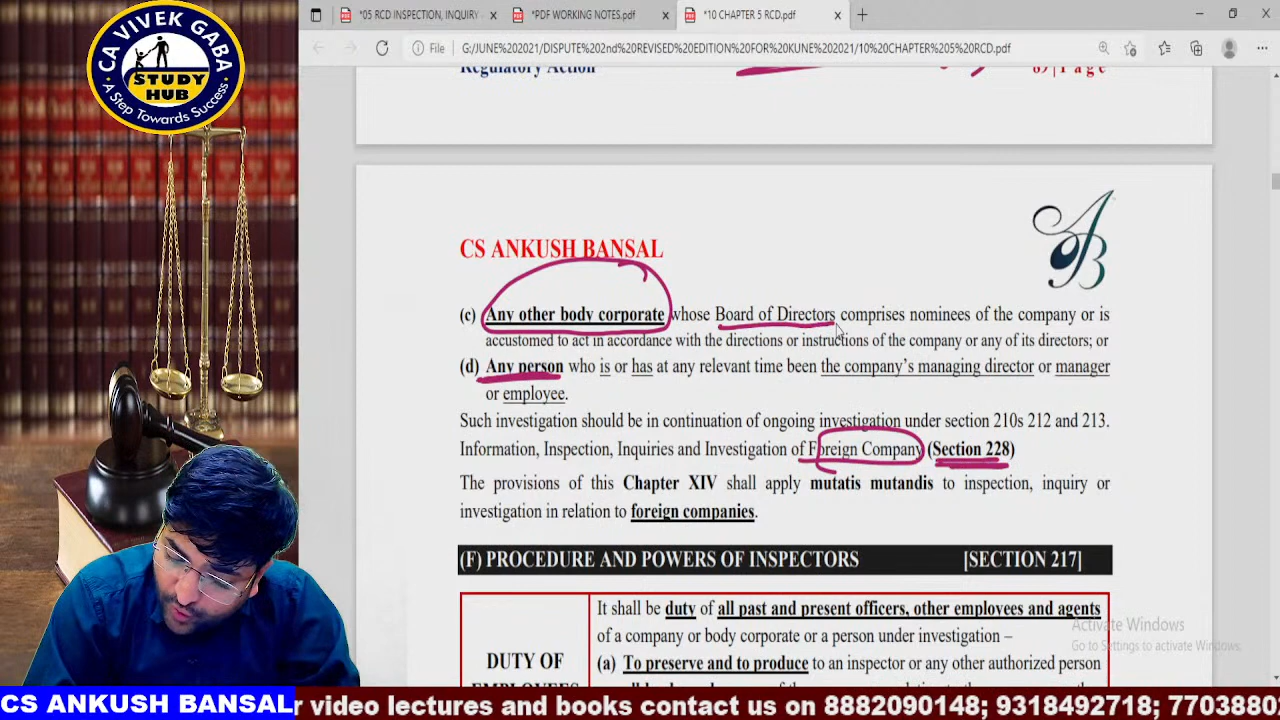 *05 RCD INSPECTION, INQUIRY -
*PDF WORKING NOTES.pdf
*10 CHAPTER 5 RCD.pdf
File
G:/JUNE%202021/DISPUTE%202nd%20REVISED%20EDITION%20FOR%20KUNE%202021/10%20CHAPTER%205%20RCD.pdf
CA VIVEK GABA
STUDY
HUB
A Step Towards Success
Regulatory Action
89 | P a g e
CS ANKUSH BANSAL
AB
(c) Any other body corporate whose Board of Directors comprises nominees of the company or is
accustomed to act in accordance with the directions or instructions of the company or any of its directors; or
(d) Any person who is or has at any relevant time been the company's managing director or manager
or employee.
Such investigation should be in continuation of ongoing investigation under section 210s 212 and 213.
Information, Inspection, Inquiries and Investigation of Foreign Company (Section 228)
The provisions of this Chapter XIV shall apply mutatis mutandis to inspection, inquiry or
investigation in relation to foreign companies.
(F) PROCEDURE AND POWERS OF INSPECTORS [SECTION 217]
DUTY OF
It shall be duty of all past and present officers, other employees and agents
of a company or body corporate or a person under investigation –
(a) To preserve and to produce to an inspector or any other authorized person
Activate Windows
Go to Settings to activate Windows.
CS ANKUSH BANSAL
r video lectures and books contact us on 8882090148; 9318492718; 770388